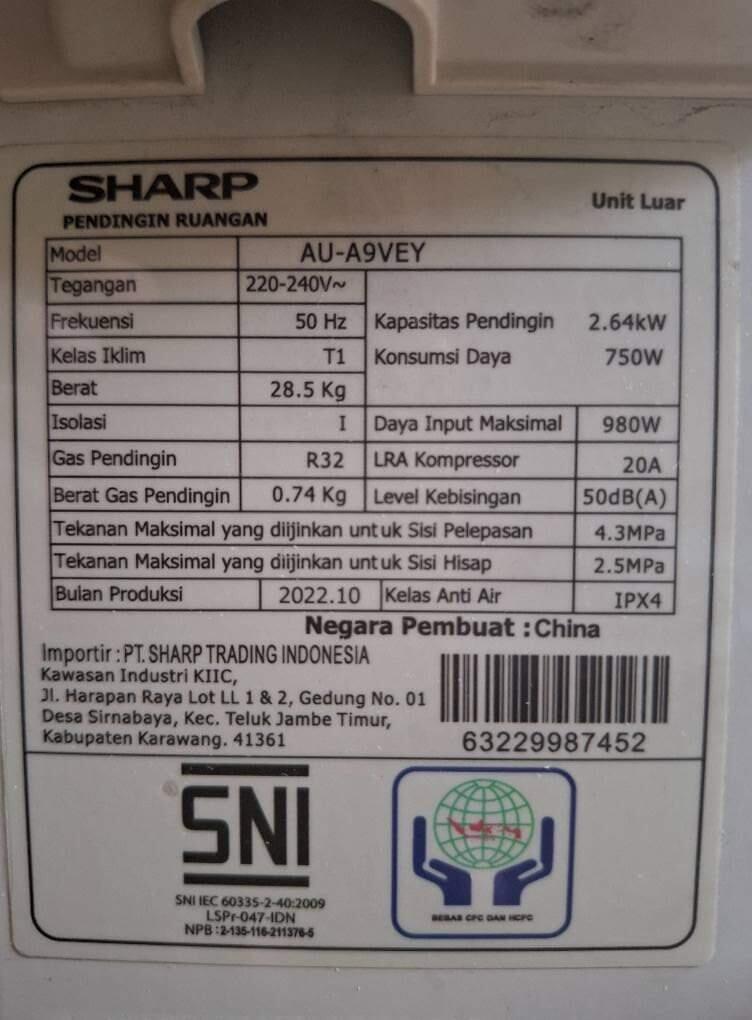 SHARP
Unit Luar
PENDINGIN RUANGAN
Model AU-A9VEY
Tegangan 220-240V~
Frekuensi 50 Hz Kapasitas Pendingin 2.64kW
Kelas Iklim T1 Konsumsi Daya 750W
Berat 28.5 Kg
Isolasi I Daya Input Maksimal 980W
Gas Pendingin R32 LRA Kompressor 20A
Berat Gas Pendingin 0.74 Kg Level Kebisingan 50dB(A)
Tekanan Maksimal yang diijinkan untuk Sisi Pelepasan 4.3MPa
Tekanan Maksimal yang diijinkan untuk Sisi Hisap 2.5MPa
Bulan Produksi 2022.10 Kelas Anti Air IPX4
Negara Pembuat : China
Importir : PT. SHARP TRADING INDONESIA
Kawasan Industri KIIC,
Jl. Harapan Raya Lot LL 1 & 2, Gedung No. 01
Desa Sirnabaya, Kec. Teluk Jambe Timur,
Kabupaten Karawang. 41361
63229987452
SNI
SNI IEC 60335-2-40:2009
LSPr-047-IDN
NPB : 2-135-116-211376-5
BEBAS CFC DAN HCFC